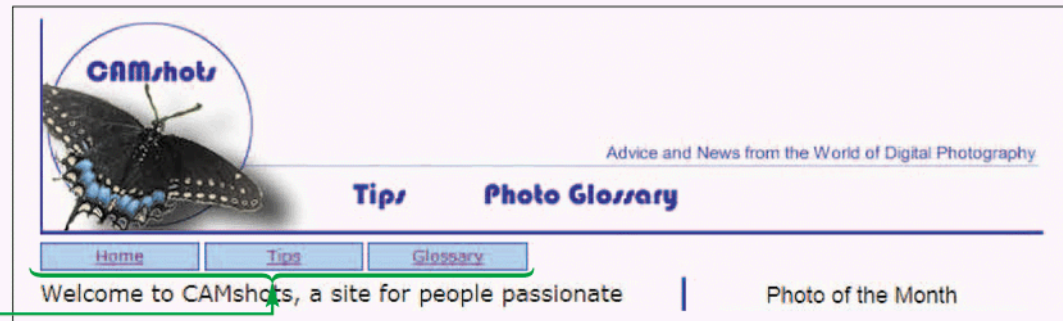 CAMshots
Advice and News from the World of Digital Photography
Tips Photo Glossary
Home Tips Glossary
Welcome to CAMshots, a site for people passionate
Photo of the Month